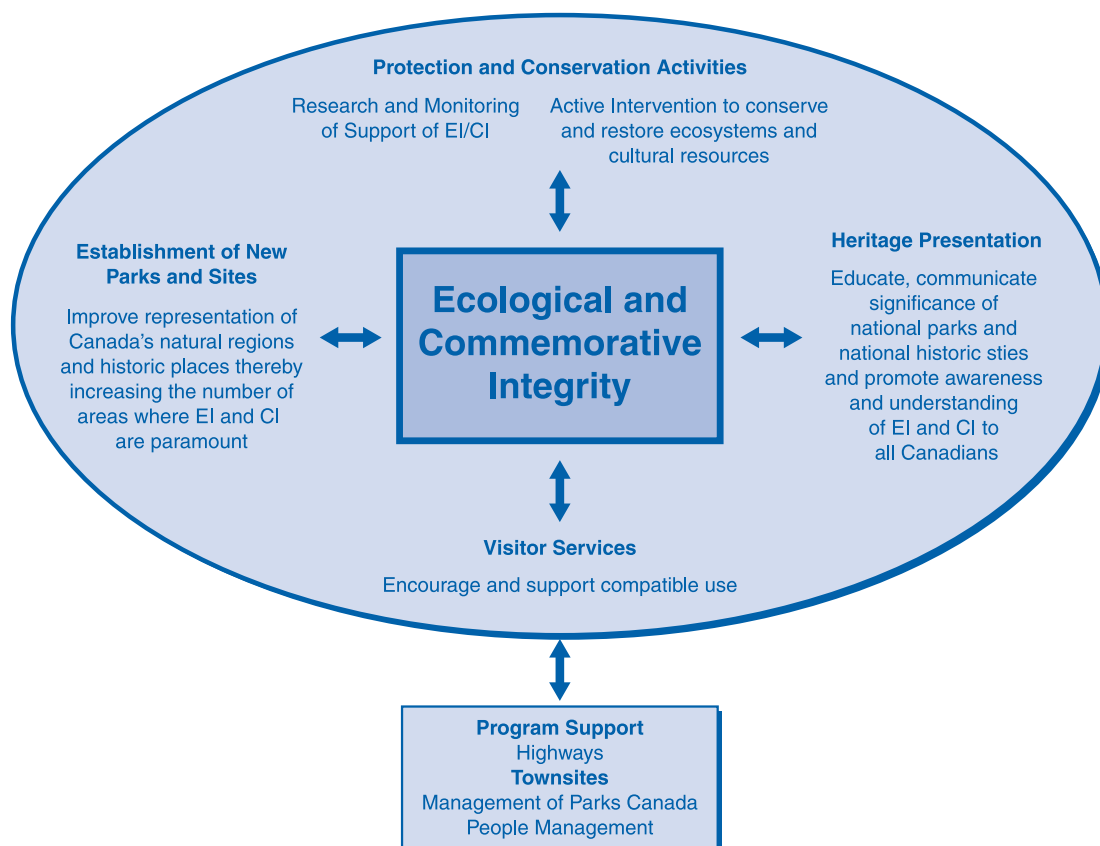 Protection and Conservation Activities
Research and Monitoring
of Support of EI/CI
Active Intervention to conserve
and restore ecosystems and
cultural resources
Establishment of New
Parks and Sites
Improve representation of
Canada's natural regions
and historic places thereby
increasing the number of
areas where EI and CI
are paramount
Ecological and
Commemorative
Integrity
Heritage Presentation
Educate, communicate
significance of
national parks and
national historic sties
and promote awareness
and understanding
of EI and CI to
all Canadians
Visitor Services
Encourage and support compatible use
Program Support
Highways
Townsites
Management of Parks Canada
People Management